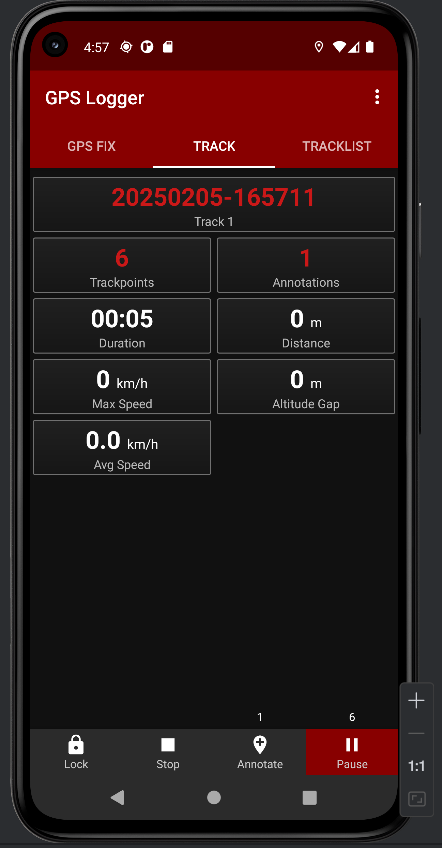 4:57
GPS Logger
GPS FIX TRACK TRACKLIST
20250205-165711
Track 1
6 1
Trackpoints Annotations
00:05 0 m
Duration Distance
0 km/h 0 m
Max Speed Altitude Gap
0.0 km/h
Avg Speed
1 6
Lock Stop Annotate Pause
1:1